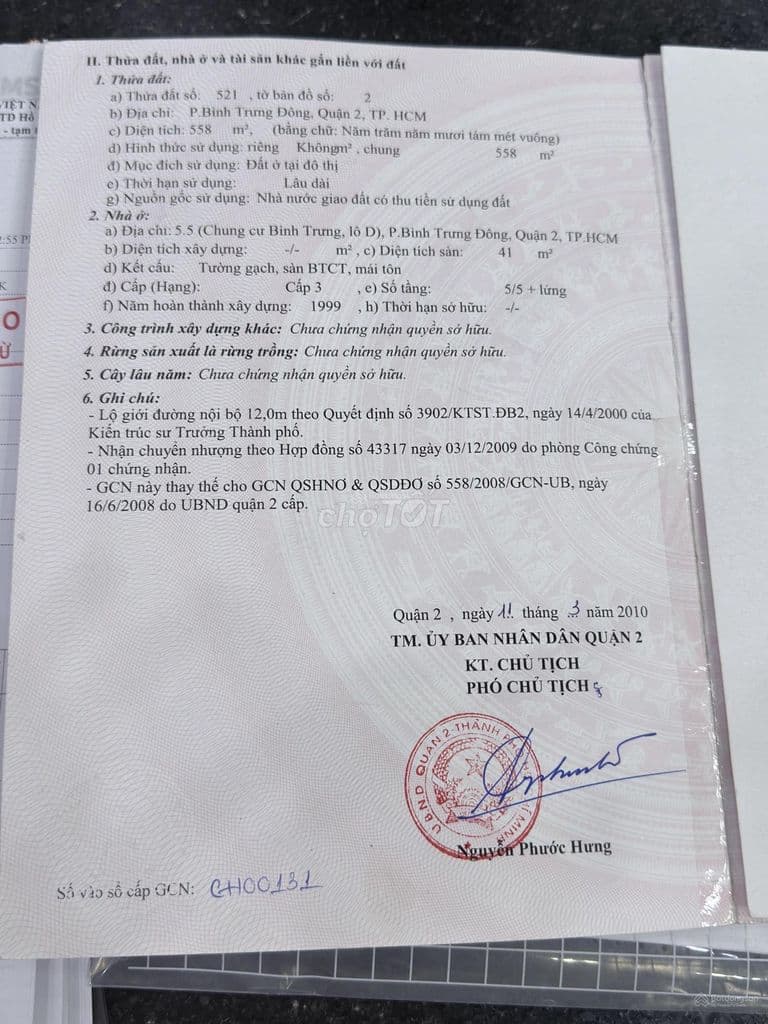 II. Thửa đất, nhà ở và tài sản khác gắn liền với đất
1. Thửa đất:
a) Thửa đất số: 521 , tờ bản đồ số: 2
b) Địa chỉ: P.Bình Trưng Đông, Quận 2, TP. HCM
c) Diện tích: 558 m², (bằng chữ: Năm trăm năm mươi tám mét vuông)
d) Hình thức sử dụng: riêng Khôngm², chung 558 m²
đ) Mục đích sử dụng: Đất ở tại đô thị
e) Thời hạn sử dụng: Lâu dài
g) Nguồn gốc sử dụng: Nhà nước giao đất có thu tiền sử dụng đất
2. Nhà ở:
a) Địa chỉ: 5.5 (Chung cư Bình Trưng, lô D), P.Bình Trưng Đông, Quận 2, TP.HCM
b) Diện tích xây dựng: -/- m², c) Diện tích sàn: 41 m²
d) Kết cấu: Tường gạch, sàn BTCT, mái tôn
đ) Cấp (Hạng): Cấp 3 , e) Số tầng: 5/5 + lửng
f) Năm hoàn thành xây dựng: 1999 , h) Thời hạn sở hữu: -/-
3. Công trình xây dựng khác: Chưa chứng nhận quyền sở hữu.
4. Rừng sản xuất là rừng trồng: Chưa chứng nhận quyền sở hữu.
5. Cây lâu năm: Chưa chứng nhận quyền sở hữu.
6. Ghi chú:
- Lộ giới đường nội bộ 12,0m theo Quyết định số 3902/KTST.ĐB2, ngày 14/4/2000 của
Kiến trúc sư Trưởng Thành phố.
- Nhận chuyển nhượng theo Hợp đồng số 43317 ngày 03/12/2009 do phòng Công chứng
01 chứng nhận.
- GCN này thay thế cho GCN QSHNƠ & QSDĐƠ số 558/2008/GCN-UB, ngày
16/6/2008 do UBND quận 2 cấp.
chợTỐT
Quận 2 , ngày 11 tháng 3 năm 2010
TM. ỦY BAN NHÂN DÂN QUẬN 2
KT. CHỦ TỊCH
PHÓ CHỦ TỊCH
U.B.N.D QUẬN 2 - THÀNH PHỐ HỒ CHÍ MINH
Nguyễn Phước Hưng
Số vào sổ cấp GCN: CH00131